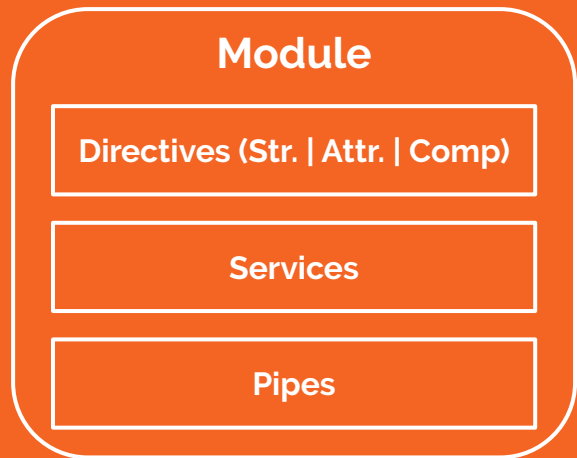 Module
Directives (Str. | Attr. | Comp)
Services
Pipes